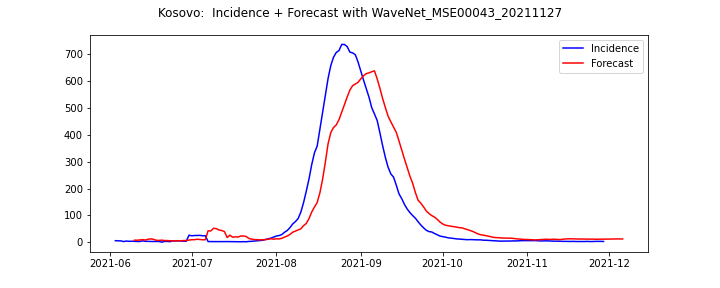 Kosovo:  Incidence + Forecast with WaveNet_MSE00043_20211127
Incidence
Forecast
700
600
500
400
300
200
100
0
2021-06 2021-07 2021-08 2021-09 2021-10 2021-11 2021-12